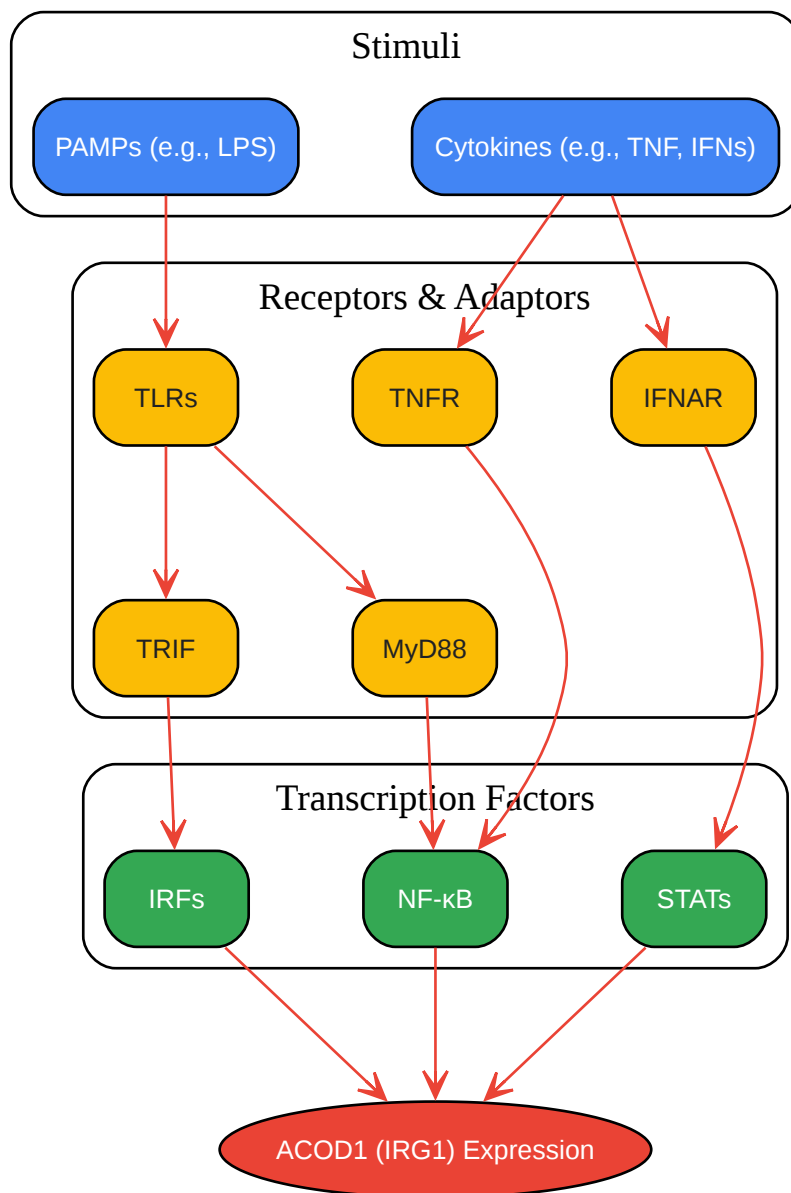 Stimuli
PAMPs (e.g., LPS)
Cytokines (e.g., TNF, IFNs)
Receptors & Adaptors
TLRs
TNFR
IFNAR
TRIF
MyD88
Transcription Factors
IRFs
NF-κB
STATs
ACOD1 (IRG1) Expression